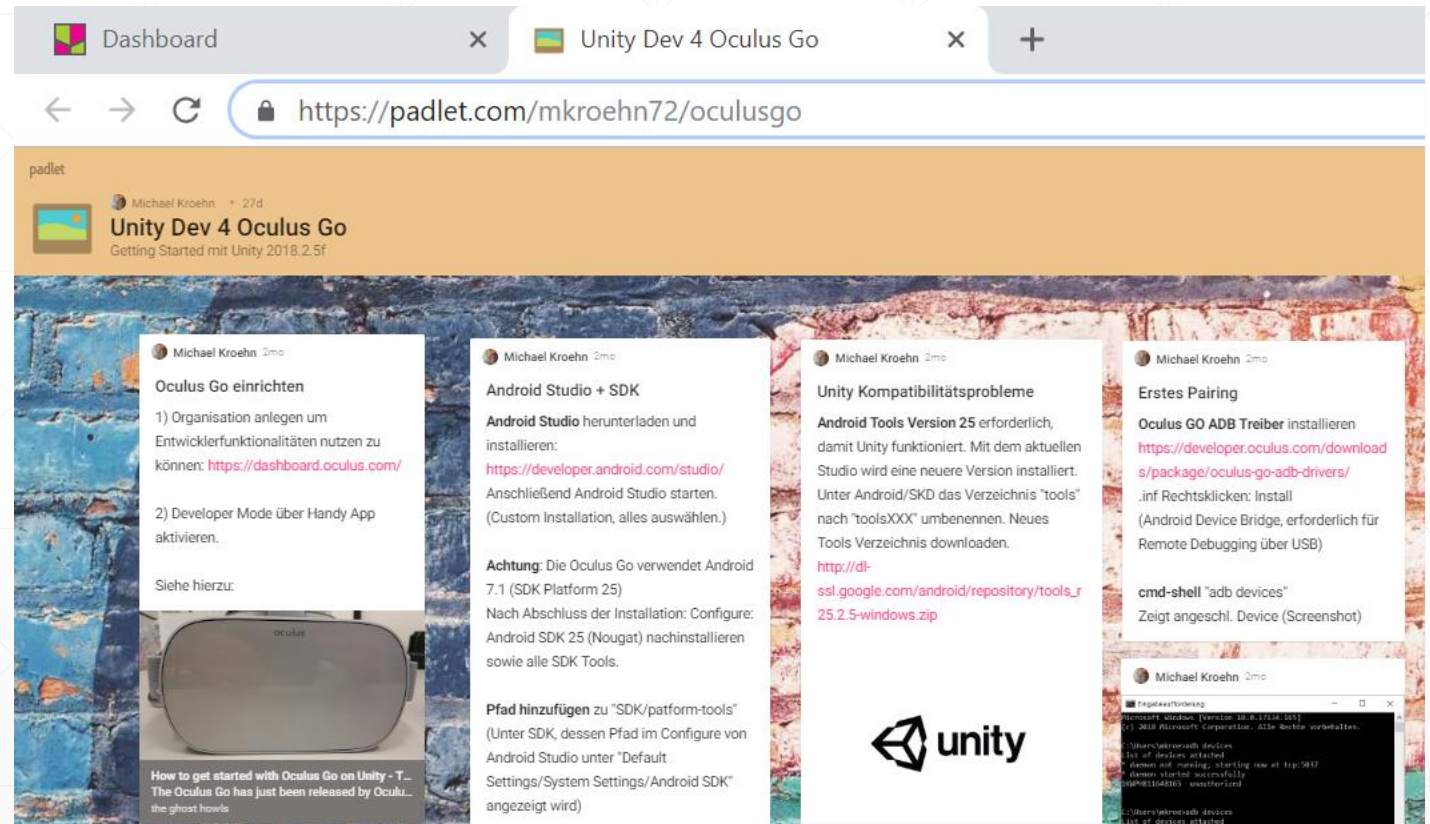 Dashboard
Unity Dev 4 Oculus Go
https://padlet.com/mkroehn72/oculusgo
padlet
Michael Kroehn • 27d
Unity Dev 4 Oculus Go
Getting Started mit Unity 2018.2.5f
Michael Kroehn 2mo
Oculus Go einrichten
1) Organisation anlegen um
Entwicklerfunktionalitäten nutzen zu
können: https://dashboard.oculus.com/
2) Developer Mode über Handy App
aktivieren.
Siehe hierzu:
oculus
How to get started with Oculus Go on Unity - T...
The Oculus Go has just been released by Oculu...
the ghost howls
Michael Kroehn 2mo
Android Studio + SDK
Android Studio herunterladen und
installieren:
https://developer.android.com/studio/
Anschließend Android Studio starten.
(Custom Installation, alles auswählen.)
Achtung: Die Oculus Go verwendet Android
7.1 (SDK Platform 25)
Nach Abschluss der Installation: Configure:
Android SDK 25 (Nougat) nachinstallieren
sowie alle SDK Tools.
Pfad hinzufügen zu "SDK/patform-tools"
(Unter SDK, dessen Pfad im Configure von
Android Studio unter "Default
Settings/System Settings/Android SDK"
angezeigt wird)
Michael Kroehn 2mo
Unity Kompatibilitätsprobleme
Android Tools Version 25 erforderlich,
damit Unity funktioniert. Mit dem aktuellen
Studio wird eine neuere Version installiert.
Unter Android/SKD das Verzeichnis "tools"
nach "toolsXXX" umbenennen. Neues
Tools Verzeichnis downloaden.
http://dl-
ssl.google.com/android/repository/tools_r
25.2.5-windows.zip
unity
Michael Kroehn 2mo
Erstes Pairing
Oculus GO ADB Treiber installieren
https://developer.oculus.com/download
s/package/oculus-go-adb-drivers/
.inf Rechtsklicken: Install
(Android Device Bridge, erforderlich für
Remote Debugging über USB)
cmd-shell "adb devices"
Zeigt angeschl. Device (Screenshot)
Michael Kroehn 2mo
Eingabeaufforderung
Microsoft Windows [Version 10.0.17134.165]
(c) 2018 Microsoft Corporation. Alle Rechte vorbehalten.
C:\Users\mkroe>adb devices
List of devices attached
* daemon not running; starting now at tcp:5037
* daemon started successfully
unauthorized
C:\Users\mkroe>adb devices
List of devices attached